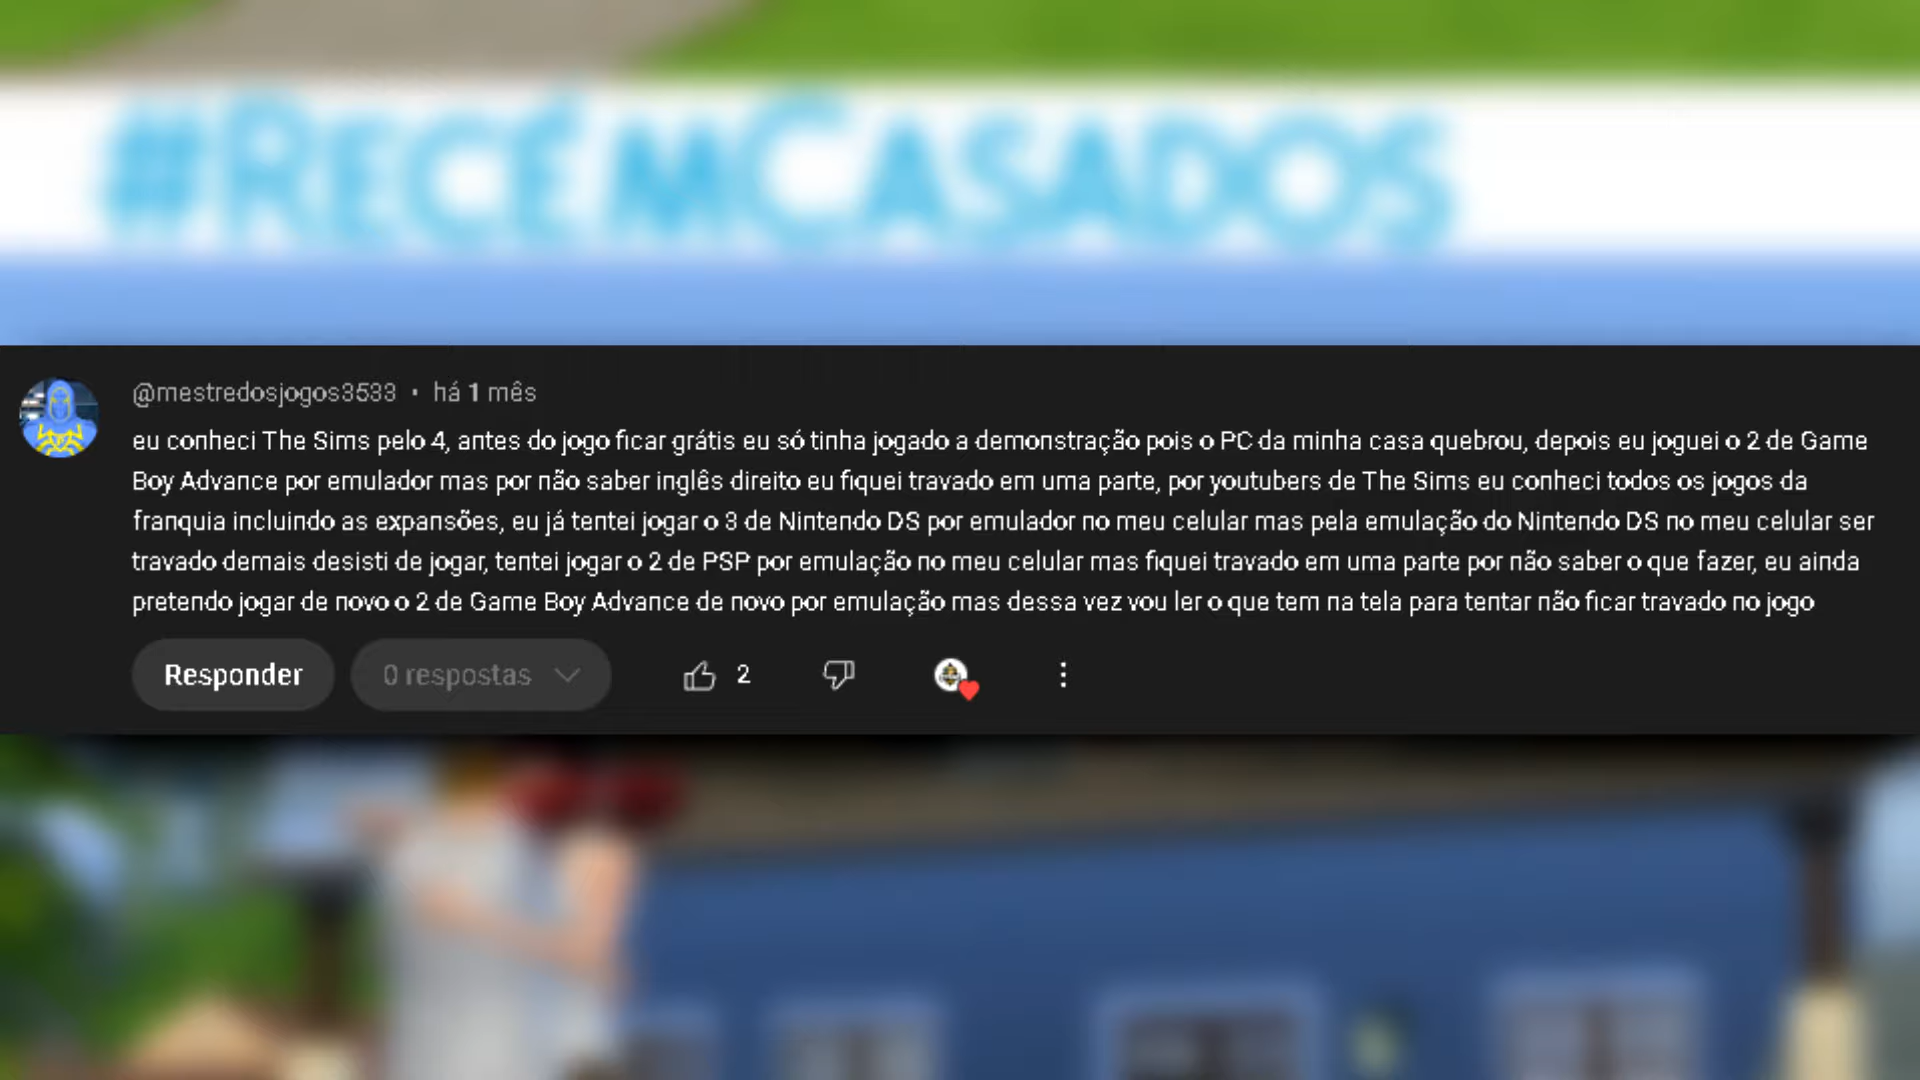 #RecémCasados
@mestredosjogos3533 • há 1 mês
eu conheci The Sims pelo 4, antes do jogo ficar grátis eu só tinha jogado a demonstração pois o PC da minha casa quebrou, depois eu joguei o 2 de Game
Boy Advance por emulador mas por não saber inglês direito eu fiquei travado em uma parte, por youtubers de The Sims eu conheci todos os jogos da
franquia incluindo as expansões, eu já tentei jogar o 3 de Nintendo DS por emulador no meu celular mas pela emulação do Nintendo DS no meu celular ser
travado demais desisti de jogar, tentei jogar o 2 de PSP por emulação no meu celular mas fiquei travado em uma parte por não saber o que fazer, eu ainda
pretendo jogar de novo o 2 de Game Boy Advance de novo por emulação mas dessa vez vou ler o que tem na tela para tentar não ficar travado no jogo
Responder 0 respostas 2